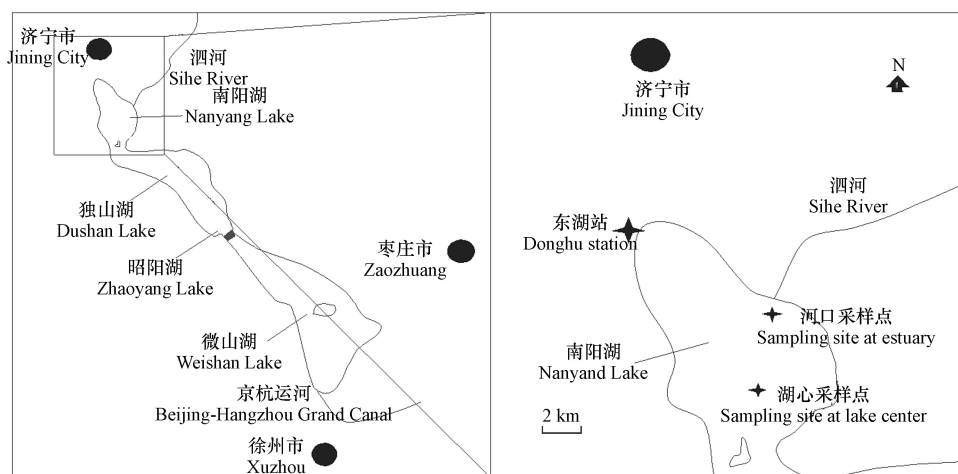 济宁市
Jining City
泗河
Sihe River
南阳湖
Nanyang Lake
独山湖
Dushan Lake
昭阳湖
Zhaoyang Lake
枣庄市
Zaozhuang
微山湖
Weishan Lake
京杭运河
Beijing-Hangzhou Grand Canal
徐州市
Xuzhou
济宁市
Jining City
N
泗河
Sihe River
东湖站
Donghu station
河口采样点
Sampling site at estuary
南阳湖
Nanyand Lake
湖心采样点
Sampling site at lake center
2 km